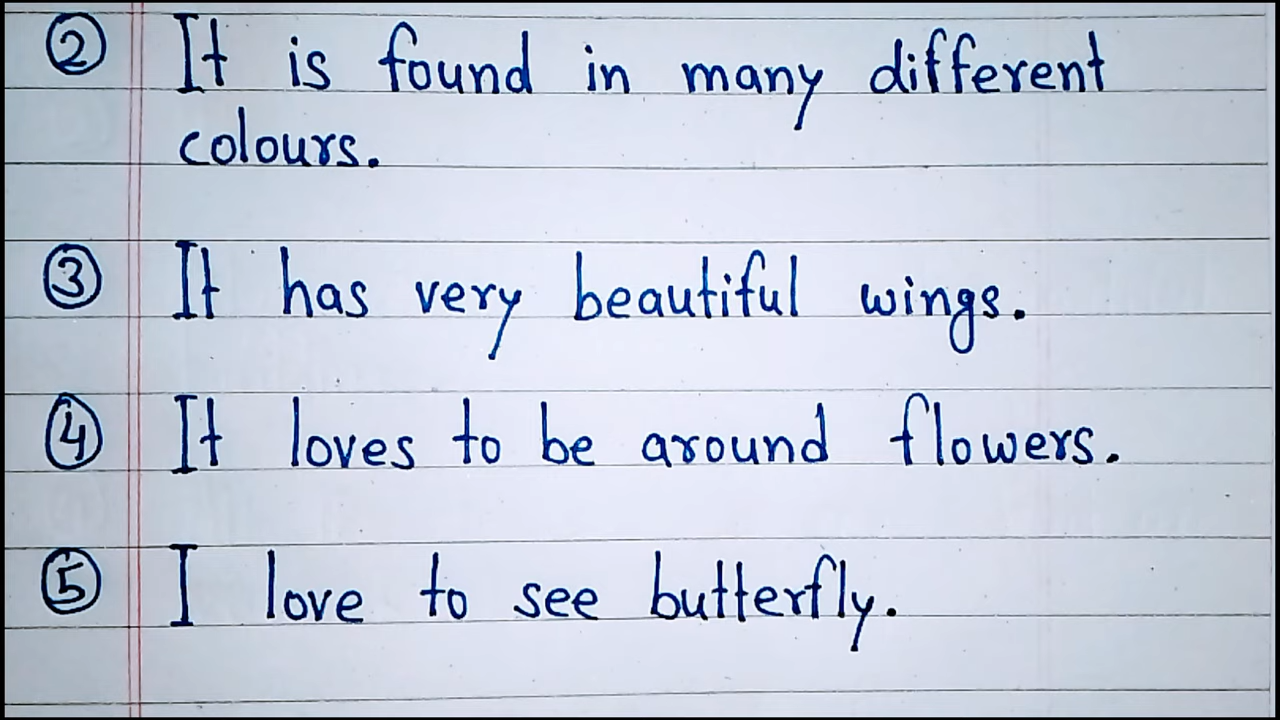 ② It is found in many different
colours.
③ It has very beautiful wings.
④ It loves to be around flowers.
⑤ I love to see butterfly.